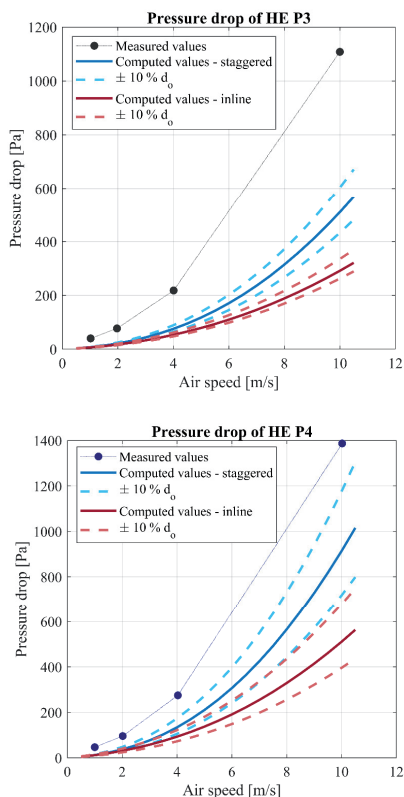 Pressure drop of HE P3
1200
1000
800
600
400
200
0
Pressure drop [Pa]
Measured values
Computed values - staggered
± 10 % do
Computed values - inline
± 10 % do
0 2 4 6 8 10 12
Air speed [m/s]
Pressure drop of HE P4
1400
1200
1000
800
600
400
200
0
Pressure drop [Pa]
Measured values
Computed values - staggered
± 10 % do
Computed values - inline
± 10 % do
0 2 4 6 8 10 12
Air speed [m/s]